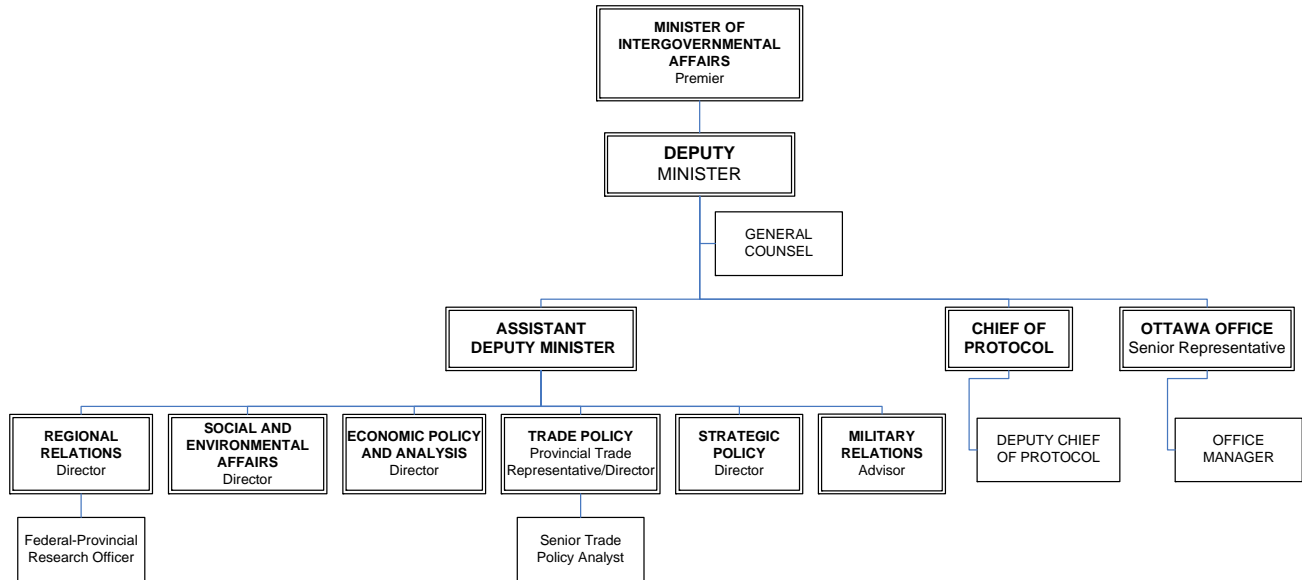 MINISTER OF
INTERGOVERNMENTAL
AFFAIRS
Premier
DEPUTY
MINISTER
GENERAL
COUNSEL
ASSISTANT
DEPUTY MINISTER
CHIEF OF
PROTOCOL
OTTAWA OFFICE
Senior Representative
REGIONAL
RELATIONS
Director
SOCIAL AND
ENVIRONMENTAL
AFFAIRS
Director
ECONOMIC POLICY
AND ANALYSIS
Director
TRADE POLICY
Provincial Trade
Representative/Director
STRATEGIC
POLICY
Director
MILITARY
RELATIONS
Advisor
DEPUTY CHIEF
OF PROTOCOL
OFFICE
MANAGER
Federal-Provincial
Research Officer
Senior Trade
Policy Analyst